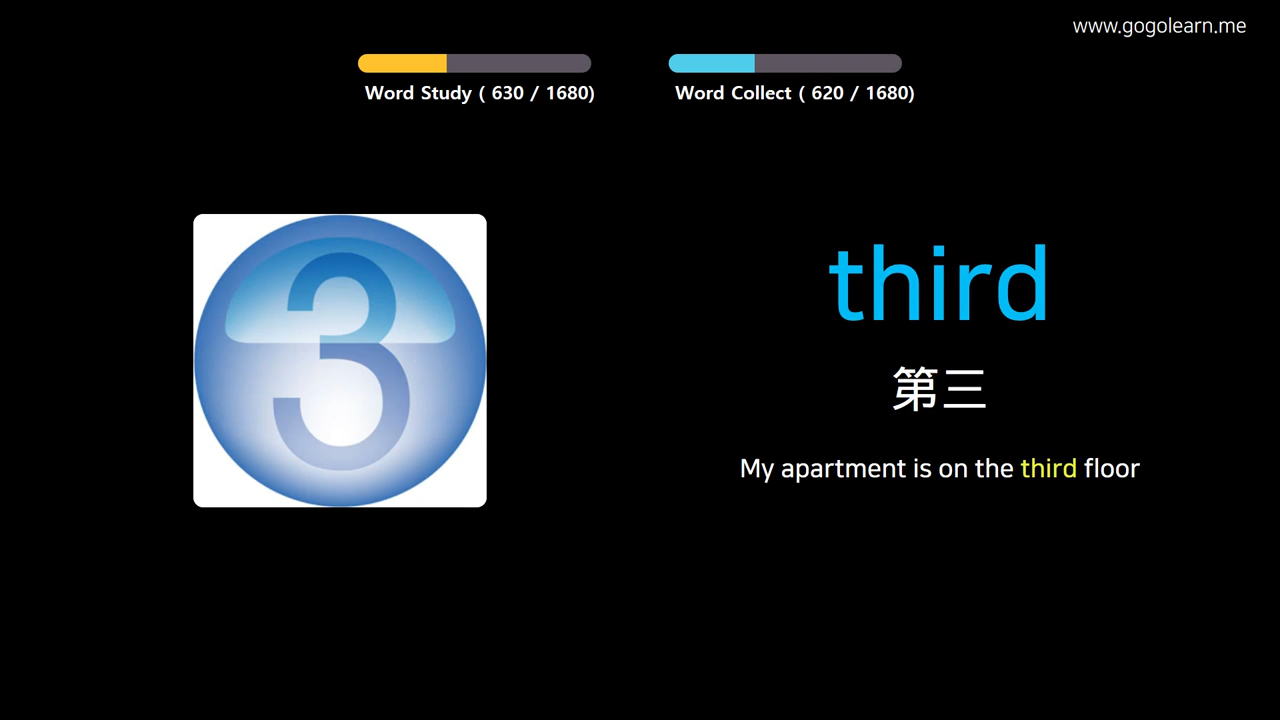 www.gogolearn.me
Word Study ( 630 / 1680)
Word Collect ( 620 / 1680)
3
third
第三
My apartment is on the third floor